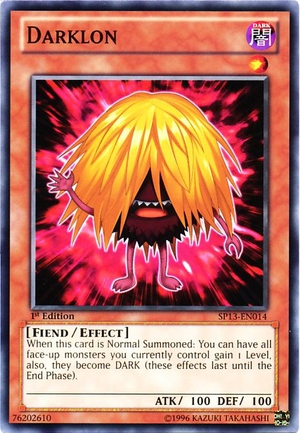 DARKLON
DARK
闇
1st Edition
SP13-EN014
[FIEND / EFFECT]
When this card is Normal Summoned: You can have all
face-up monsters you currently control gain 1 Level,
also, they become DARK (these effects last until the
End Phase).
ATK/ 100 DEF/ 100
76202610
©1996 KAZUKI TAKAHASHI